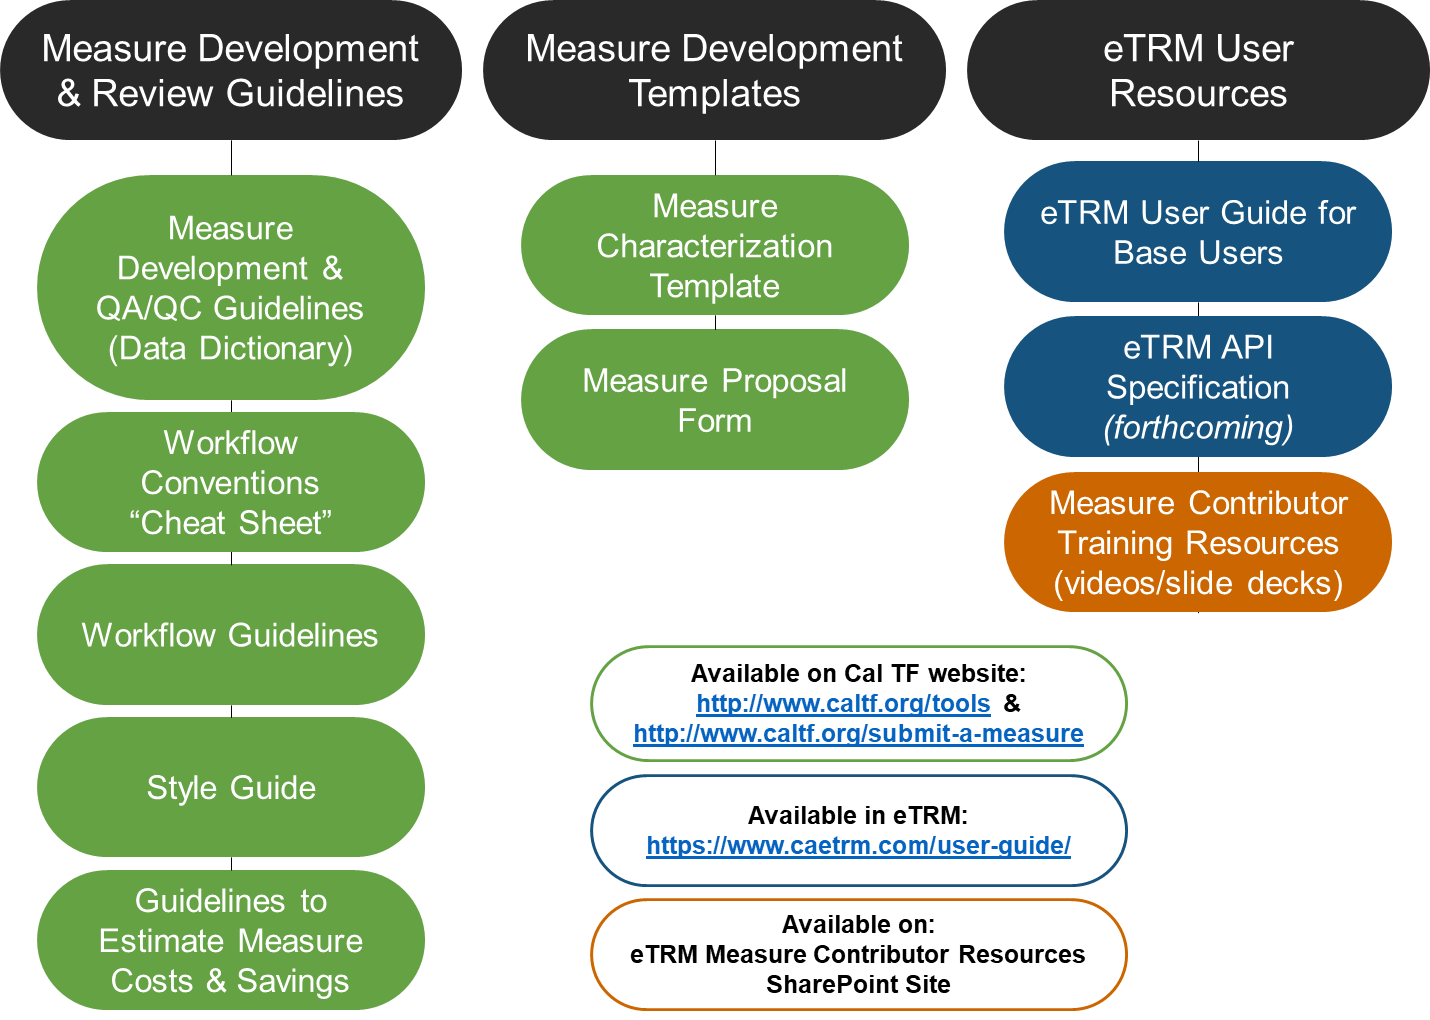 Measure Development
& Review Guidelines
Measure
Development &
QA/QC Guidelines
(Data Dictionary)
Workflow
Conventions
“Cheat Sheet”
Workflow Guidelines
Style Guide
Guidelines to
Estimate Measure
Costs & Savings
Measure Development
Templates
Measure
Characterization
Template
Measure Proposal
Form
eTRM User
Resources
eTRM User Guide for
Base Users
eTRM API
Specification
(forthcoming)
Measure Contributor
Training Resources
(videos/slide decks)
Available on Cal TF website:
http://www.caltf.org/tools &
http://www.caltf.org/submit-a-measure
Available in eTRM:
https://www.caetrm.com/user-guide/
Available on:
eTRM Measure Contributor Resources
SharePoint Site